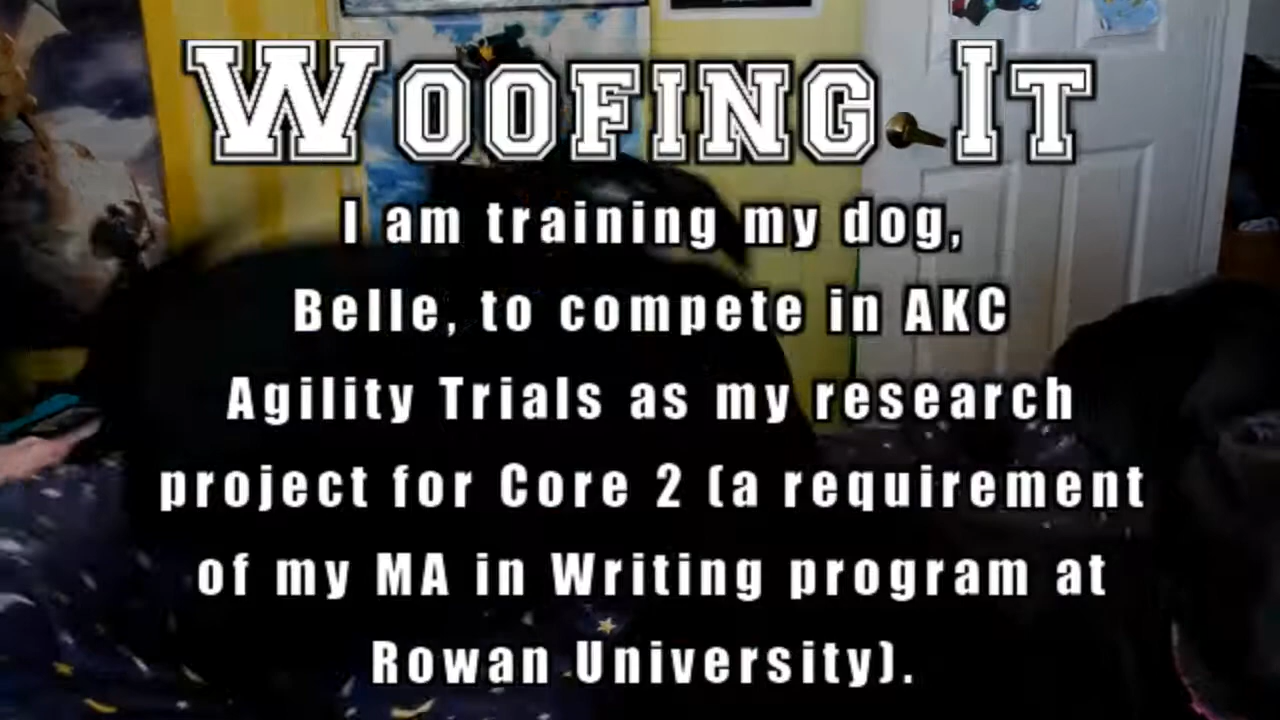 Woofing It
I am training my dog,
Belle, to compete in AKC
Agility Trials as my research
project for Core 2 (a requirement
of my MA in Writing program at
Rowan University).